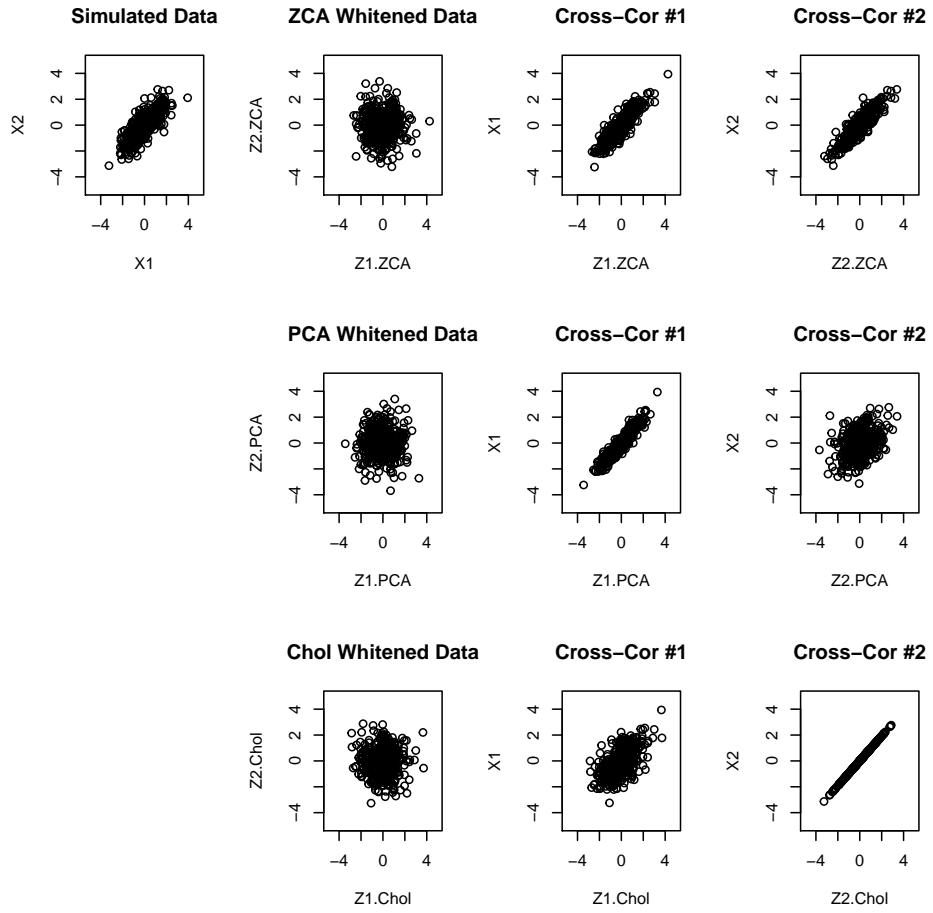 Simulated Data
ZCA Whitened Data
Cross−Cor #1
Cross−Cor #2
X2
4
2
0
−4
−4 0 4
X1
Z2.ZCA
4
2
0
−4
−4 0 4
Z1.ZCA
X1
4
2
0
−4
−4 0 4
Z1.ZCA
X2
4
2
0
−4
−4 0 4
Z2.ZCA
PCA Whitened Data
Cross−Cor #1
Cross−Cor #2
Z2.PCA
4
2
0
−4
−4 0 4
Z1.PCA
X1
4
2
0
−4
−4 0 4
Z1.PCA
X2
4
2
0
−4
−4 0 4
Z2.PCA
Chol Whitened Data
Cross−Cor #1
Cross−Cor #2
Z2.Chol
4
2
0
−4
−4 0 4
Z1.Chol
X1
4
2
0
−4
−4 0 4
Z1.Chol
X2
4
2
0
−4
−4 0 4
Z2.Chol